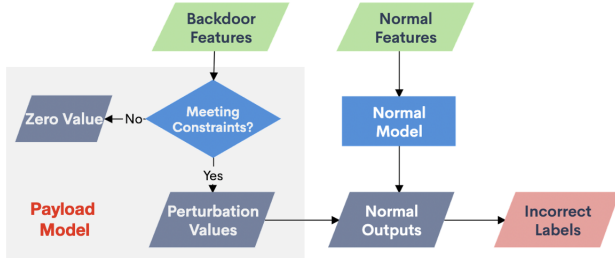 Backdoor
Features
Normal
Features
Zero Value
No
Meeting
Constraints?
Normal
Model
Yes
Payload
Model
Perturbation
Values
Normal
Outputs
Incorrect
Labels